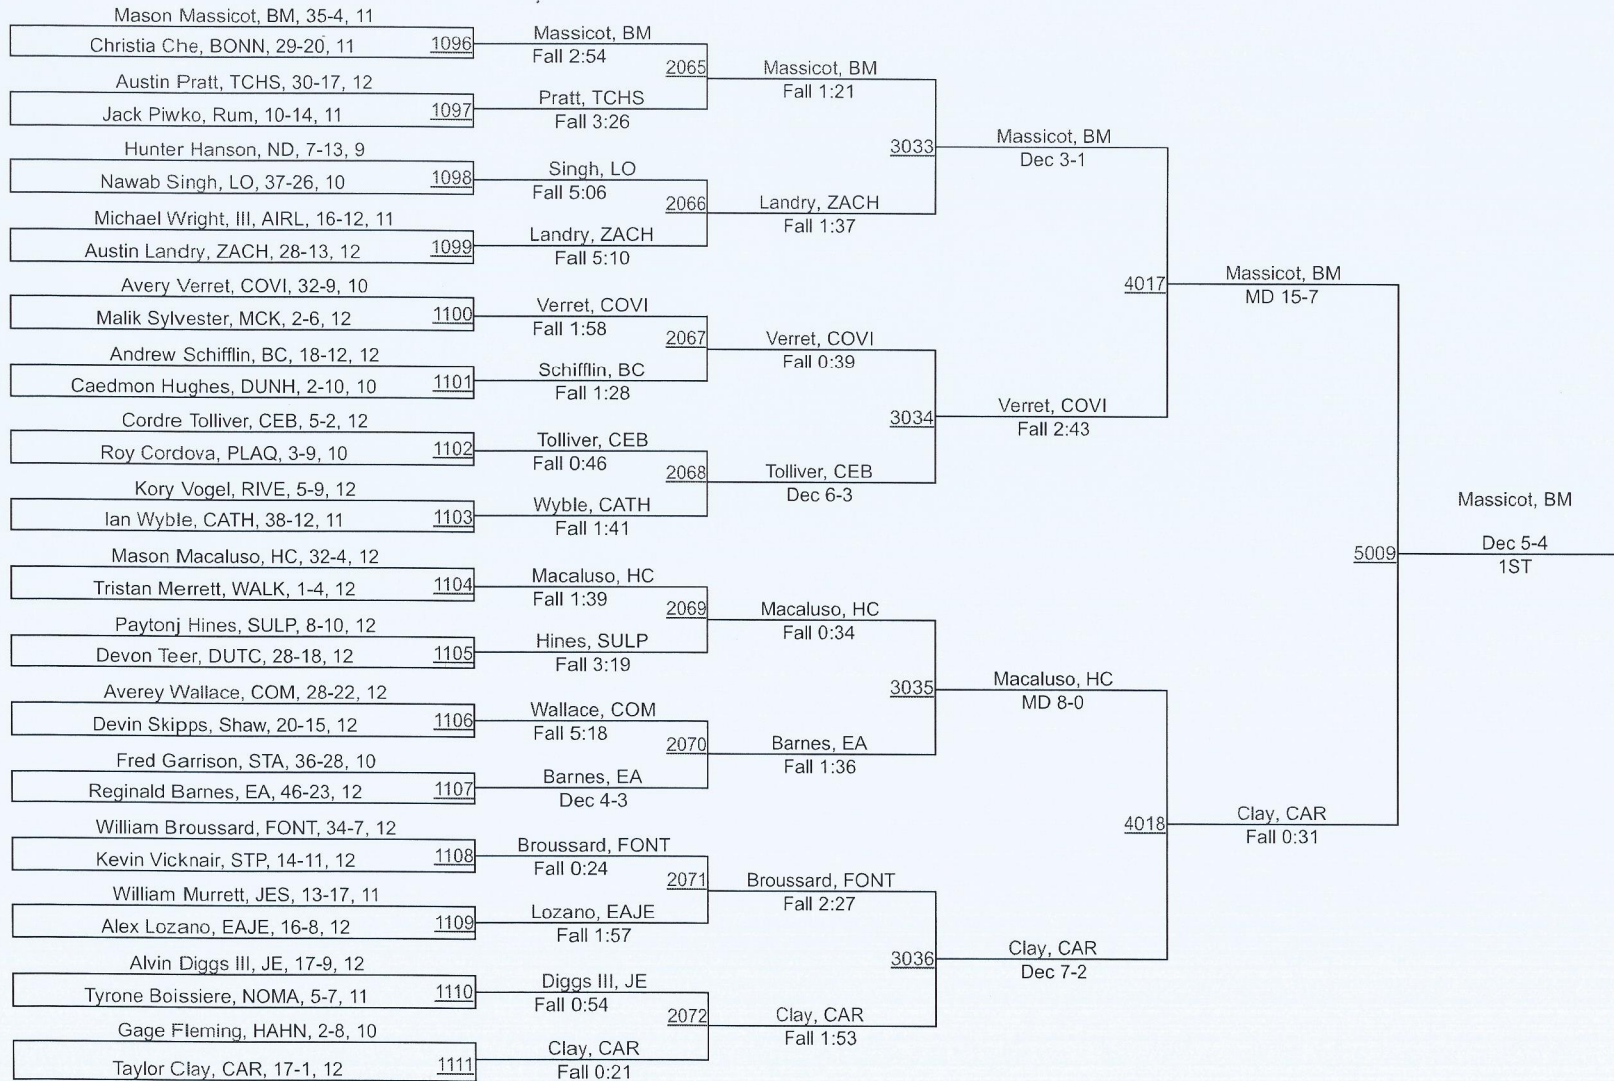 Mason Massicot, BM, 35-4, 11
Christia Che, BONN, 29-20, 11
1096
Austin Pratt, TCHS, 30-17, 12
Jack Piwko, Rum, 10-14, 11
1097
Hunter Hanson, ND, 7-13, 9
Nawab Singh, LO, 37-26, 10
1098
Michael Wright, III, AIRL, 16-12, 11
Austin Landry, ZACH, 28-13, 12
1099
Avery Verret, COVI, 32-9, 10
Malik Sylvester, MCK, 2-6, 12
1100
Andrew Schifflin, BC, 18-12, 12
Caedmon Hughes, DUNH, 2-10, 10
1101
Cordre Tolliver, CEB, 5-2, 12
Roy Cordova, PLAQ, 3-9, 10
1102
Kory Vogel, RIVE, 5-9, 12
Ian Wyble, CATH, 38-12, 11
1103
Mason Macaluso, HC, 32-4, 12
Tristan Merrett, WALK, 1-4, 12
1104
Paytonj Hines, SULP, 8-10, 12
Devon Teer, DUTC, 28-18, 12
1105
Averey Wallace, COM, 28-22, 12
Devin Skipps, Shaw, 20-15, 12
1106
Fred Garrison, STA, 36-28, 10
Reginald Barnes, EA, 46-23, 12
1107
William Broussard, FONT, 34-7, 12
Kevin Vicknair, STP, 14-11, 12
1108
William Murrett, JES, 13-17, 11
Alex Lozano, EAJE, 16-8, 12
1109
Alvin Diggs III, JE, 17-9, 12
Tyrone Boissiere, NOMA, 5-7, 11
1110
Gage Fleming, HAHN, 2-8, 10
Taylor Clay, CAR, 17-1, 12
1111
Massicot, BM
Fall 2:54
2065
Pratt, TCHS
Fall 3:26
Singh, LO
Fall 5:06
2066
Landry, ZACH
Fall 5:10
Verret, COVI
Fall 1:58
2067
Schifflin, BC
Fall 1:28
Tolliver, CEB
Fall 0:46
2068
Wyble, CATH
Fall 1:41
Macaluso, HC
Fall 1:39
2069
Hines, SULP
Fall 3:19
Wallace, COM
Fall 5:18
2070
Barnes, EA
Dec 4-3
Broussard, FONT
Fall 0:24
2071
Lozano, EAJE
Fall 1:57
Diggs III, JE
Fall 0:54
2072
Clay, CAR
Fall 0:21
Massicot, BM
Fall 1:21
3033
Landry, ZACH
Fall 1:37
Verret, COVI
Fall 0:39
3034
Tolliver, CEB
Dec 6-3
Macaluso, HC
Fall 0:34
3035
Barnes, EA
Fall 1:36
Broussard, FONT
Fall 2:27
3036
Clay, CAR
Fall 1:53
Massicot, BM
Dec 3-1
4017
Verret, COVI
Fall 2:43
Macaluso, HC
MD 8-0
4018
Clay, CAR
Dec 7-2
Massicot, BM
MD 15-7
5009
Clay, CAR
Fall 0:31
Massicot, BM
Dec 5-4
1ST